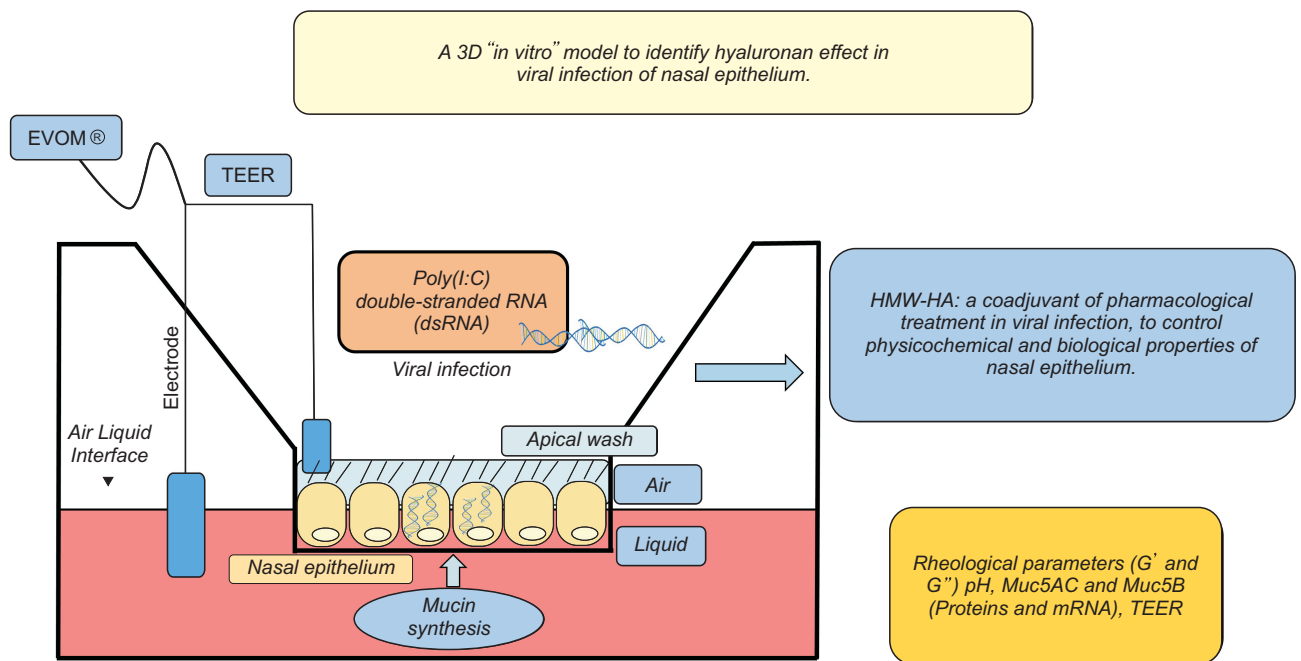 A 3D “in vitro” model to identify hyaluronan effect in
viral infection of nasal epithelium.
EVOM ®
TEER
Electrode
Air Liquid
Interface
Poly(I:C)
double-stranded RNA
(dsRNA)
Viral infection
HMW-HA: a coadjuvant of pharmacological
treatment in viral infection, to control
physicochemical and biological properties of
nasal epithelium.
Apical wash
Air
Liquid
Nasal epithelium
Mucin
synthesis
Rheological parameters (G’ and
G”) pH, Muc5AC and Muc5B
(Proteins and mRNA), TEER